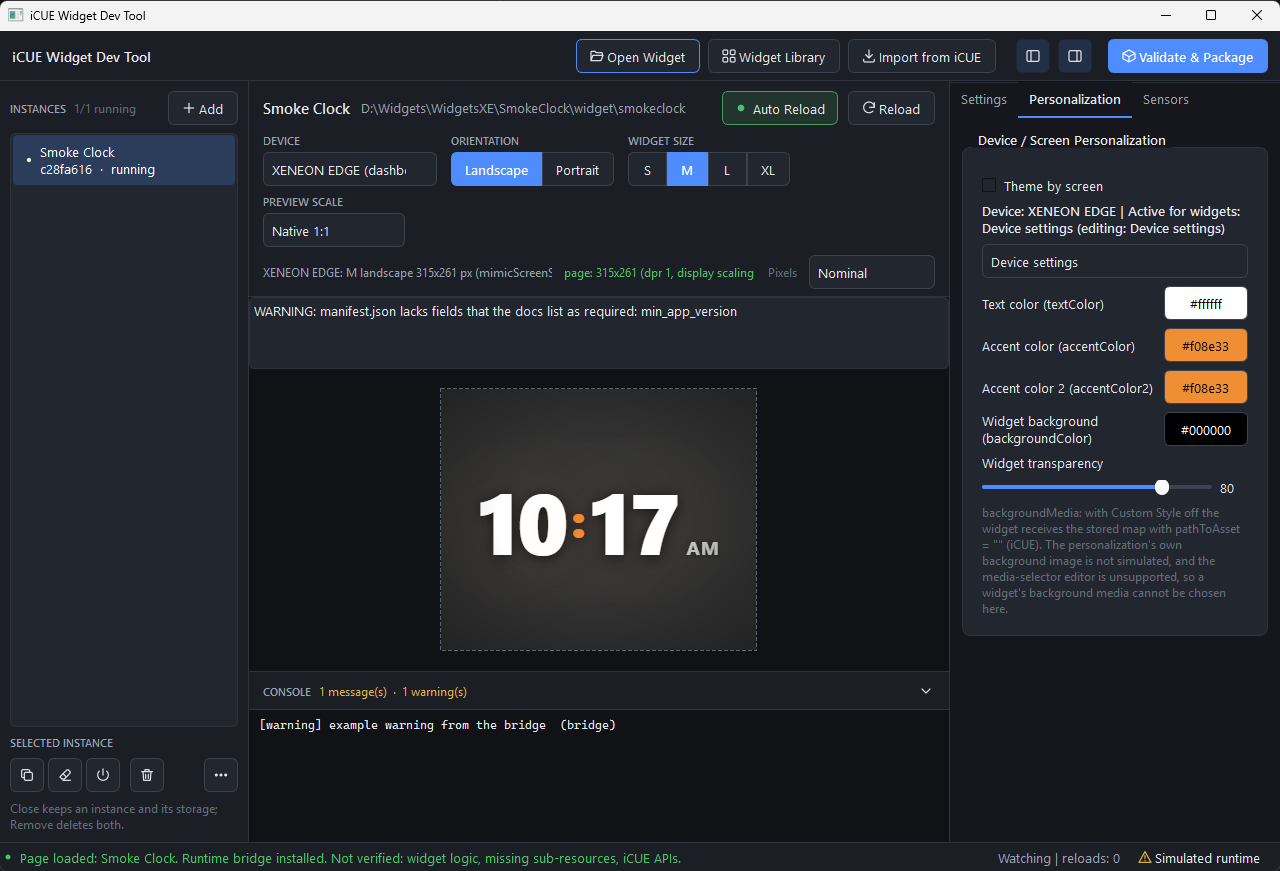 iCUE Widget Dev Tool
iCUE Widget Dev Tool
Open Widget
Widget Library
Import from iCUE
Validate & Package
INSTANCES 1/1 running
Add
Smoke Clock
c28fa616 · running
SELECTED INSTANCE
Close keeps an instance and its storage;
Remove deletes both.
Smoke Clock D:\Widgets\WidgetsXE\SmokeClock\widget\smokeclock
Auto Reload
Reload
DEVICE
XENEON EDGE (dashb
ORIENTATION
Landscape
Portrait
WIDGET SIZE
S
M
L
XL
PREVIEW SCALE
Native 1:1
XENEON EDGE: M landscape 315x261 px (mimicScreenS
page: 315x261 (dpr 1, display scaling
Pixels
Nominal
WARNING: manifest.json lacks fields that the docs list as required: min_app_version
10:17 AM
CONSOLE 1 message(s) · 1 warning(s)
[warning] example warning from the bridge (bridge)
Settings
Personalization
Sensors
Device / Screen Personalization
Theme by screen
Device: XENEON EDGE | Active for widgets:
Device settings (editing: Device settings)
Device settings
Text color (textColor)
#ffffff
Accent color (accentColor)
#f08e33
Accent color 2 (accentColor2)
#f08e33
Widget background
(backgroundColor)
#000000
Widget transparency
80
backgroundMedia: with Custom Style off the
widget receives the stored map with pathToAsset
= "" (iCUE). The personalization's own
background image is not simulated, and the
media-selector editor is unsupported, so a
widget's background media cannot be chosen
here.
Page loaded: Smoke Clock. Runtime bridge installed. Not verified: widget logic, missing sub-resources, iCUE APIs.
Watching | reloads: 0
Simulated runtime